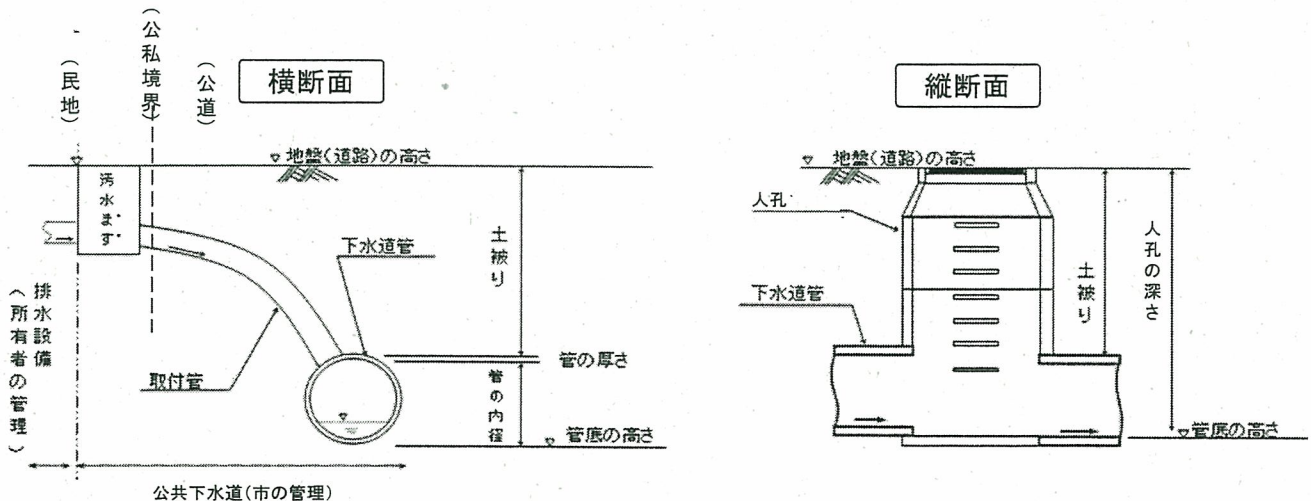 （民地）
（公私境界）
（公道）
横断面
地盤(道路)の高さ
汚水ます
下水道管
土被り
管の厚さ
管の内径
管底の高さ
取付管
排水設備
（所有者の管理）
公共下水道(市の管理)
縦断面
地盤(道路)の高さ
人孔
下水道管
土被り
人孔の深さ
管底の高さ